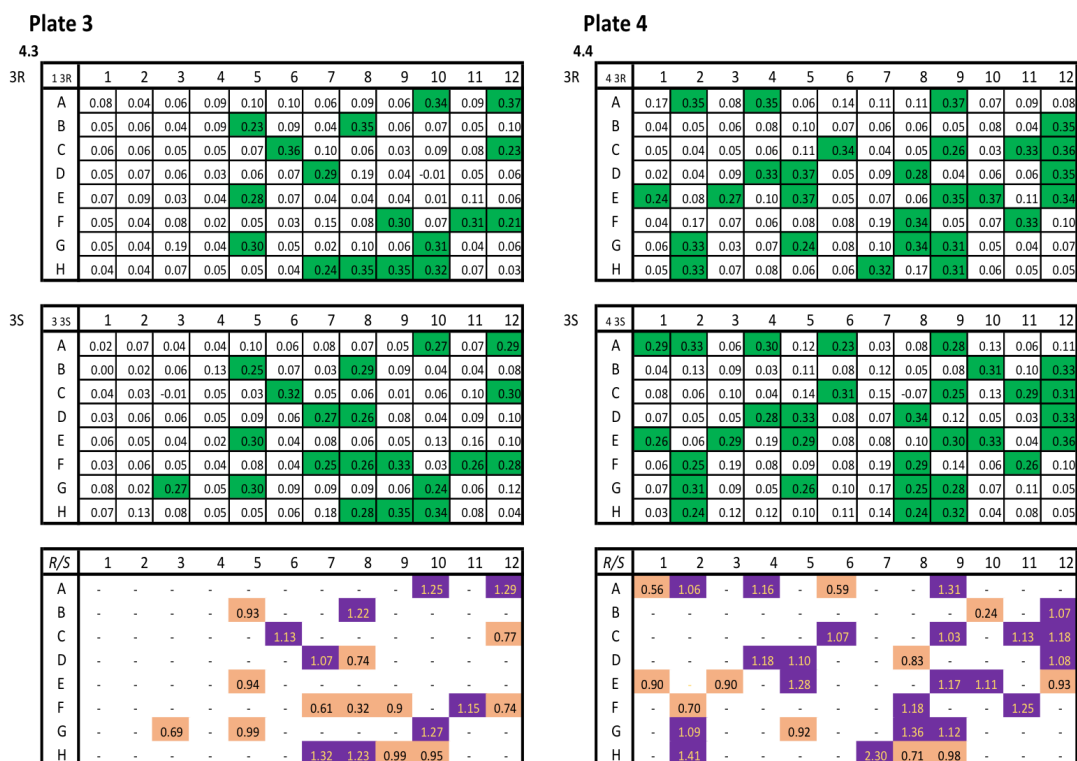 Plate 3 Plate 4
4.3 4.4
3R 1 3R 1 2 3 4 5 6 7 8 9 10 11 12
A 0.08 0.04 0.06 0.09 0.10 0.10 0.06 0.09 0.06 0.34 0.09 0.37
B 0.05 0.06 0.04 0.09 0.23 0.09 0.04 0.35 0.06 0.07 0.05 0.10
C 0.06 0.06 0.05 0.05 0.07 0.36 0.10 0.06 0.03 0.09 0.08 0.23
D 0.05 0.07 0.06 0.03 0.06 0.07 0.29 0.19 0.04 -0.01 0.05 0.06
E 0.07 0.09 0.03 0.04 0.28 0.07 0.04 0.04 0.04 0.01 0.11 0.06
F 0.05 0.04 0.08 0.02 0.05 0.03 0.15 0.08 0.30 0.07 0.31 0.21
G 0.05 0.04 0.19 0.04 0.30 0.05 0.02 0.10 0.06 0.31 0.04 0.06
H 0.04 0.04 0.07 0.05 0.05 0.04 0.24 0.35 0.35 0.32 0.07 0.03
3R 4 3R 1 2 3 4 5 6 7 8 9 10 11 12
A 0.17 0.35 0.08 0.35 0.06 0.14 0.11 0.11 0.37 0.07 0.09 0.08
B 0.04 0.05 0.06 0.08 0.10 0.07 0.06 0.06 0.05 0.08 0.04 0.35
C 0.05 0.04 0.05 0.06 0.11 0.34 0.04 0.05 0.26 0.03 0.33 0.36
D 0.02 0.04 0.09 0.33 0.37 0.05 0.09 0.28 0.04 0.06 0.06 0.35
E 0.24 0.08 0.27 0.10 0.37 0.05 0.07 0.06 0.35 0.37 0.11 0.34
F 0.04 0.17 0.07 0.06 0.08 0.08 0.19 0.34 0.05 0.07 0.33 0.10
G 0.06 0.33 0.03 0.07 0.24 0.08 0.10 0.34 0.31 0.05 0.04 0.07
H 0.05 0.33 0.07 0.08 0.06 0.06 0.32 0.17 0.31 0.06 0.05 0.05
3S 3 3S 1 2 3 4 5 6 7 8 9 10 11 12
A 0.02 0.07 0.04 0.04 0.10 0.06 0.08 0.07 0.05 0.27 0.07 0.29
B 0.00 0.02 0.06 0.13 0.25 0.07 0.03 0.29 0.09 0.04 0.04 0.08
C 0.04 0.03 -0.01 0.05 0.03 0.32 0.05 0.06 0.01 0.06 0.10 0.30
D 0.03 0.06 0.06 0.05 0.09 0.06 0.27 0.26 0.08 0.04 0.09 0.10
E 0.06 0.05 0.04 0.02 0.30 0.04 0.08 0.06 0.05 0.13 0.16 0.10
F 0.03 0.06 0.05 0.04 0.08 0.04 0.25 0.26 0.33 0.03 0.26 0.28
G 0.08 0.02 0.27 0.05 0.30 0.09 0.09 0.09 0.06 0.24 0.06 0.12
H 0.07 0.13 0.08 0.05 0.05 0.06 0.18 0.28 0.35 0.34 0.08 0.04
3S 4 3S 1 2 3 4 5 6 7 8 9 10 11 12
A 0.29 0.33 0.06 0.30 0.12 0.23 0.03 0.08 0.28 0.13 0.06 0.11
B 0.04 0.13 0.09 0.03 0.11 0.08 0.12 0.05 0.08 0.31 0.10 0.33
C 0.08 0.06 0.10 0.04 0.14 0.31 0.15 -0.07 0.25 0.13 0.29 0.31
D 0.07 0.05 0.05 0.28 0.33 0.08 0.07 0.34 0.12 0.05 0.03 0.33
E 0.26 0.06 0.29 0.19 0.29 0.08 0.08 0.10 0.30 0.33 0.04 0.36
F 0.06 0.25 0.19 0.08 0.09 0.08 0.19 0.29 0.14 0.06 0.26 0.10
G 0.07 0.31 0.09 0.05 0.26 0.10 0.17 0.25 0.28 0.07 0.11 0.05
H 0.03 0.24 0.12 0.12 0.10 0.11 0.14 0.24 0.32 0.04 0.08 0.05
R/S 1 2 3 4 5 6 7 8 9 10 11 12
A - - - - - - - - - 1.25 - 1.29
B - - - - 0.93 - - 1.22 - - - -
C - - - - - 1.13 - - - - - 0.77
D - - - - - - 1.07 0.74 - - - -
E - - - - 0.94 - - - - - - -
F - - - - - - 0.61 0.32 0.9 - 1.15 0.74
G - - 0.69 - 0.99 - - - - 1.27 - -
H - - - - - - 1.32 1.23 0.99 0.95 - -
R/S 1 2 3 4 5 6 7 8 9 10 11 12
A 0.56 1.06 - 1.16 - 0.59 - - 1.31 - - -
B - - - - - - - - - 0.24 - 1.07
C - - - - - 1.07 - - 1.03 - 1.13 1.18
D - - - 1.18 1.10 - - 0.83 - - - 1.08
E 0.90 - 0.90 - 1.28 - - - 1.17 1.11 - 0.93
F - 0.70 - - - - - 1.18 - - 1.25 -
G - 1.09 - - 0.92 - - 1.36 1.12 - - -
H - 1.41 - - - - 2.30 0.71 0.98 - - -